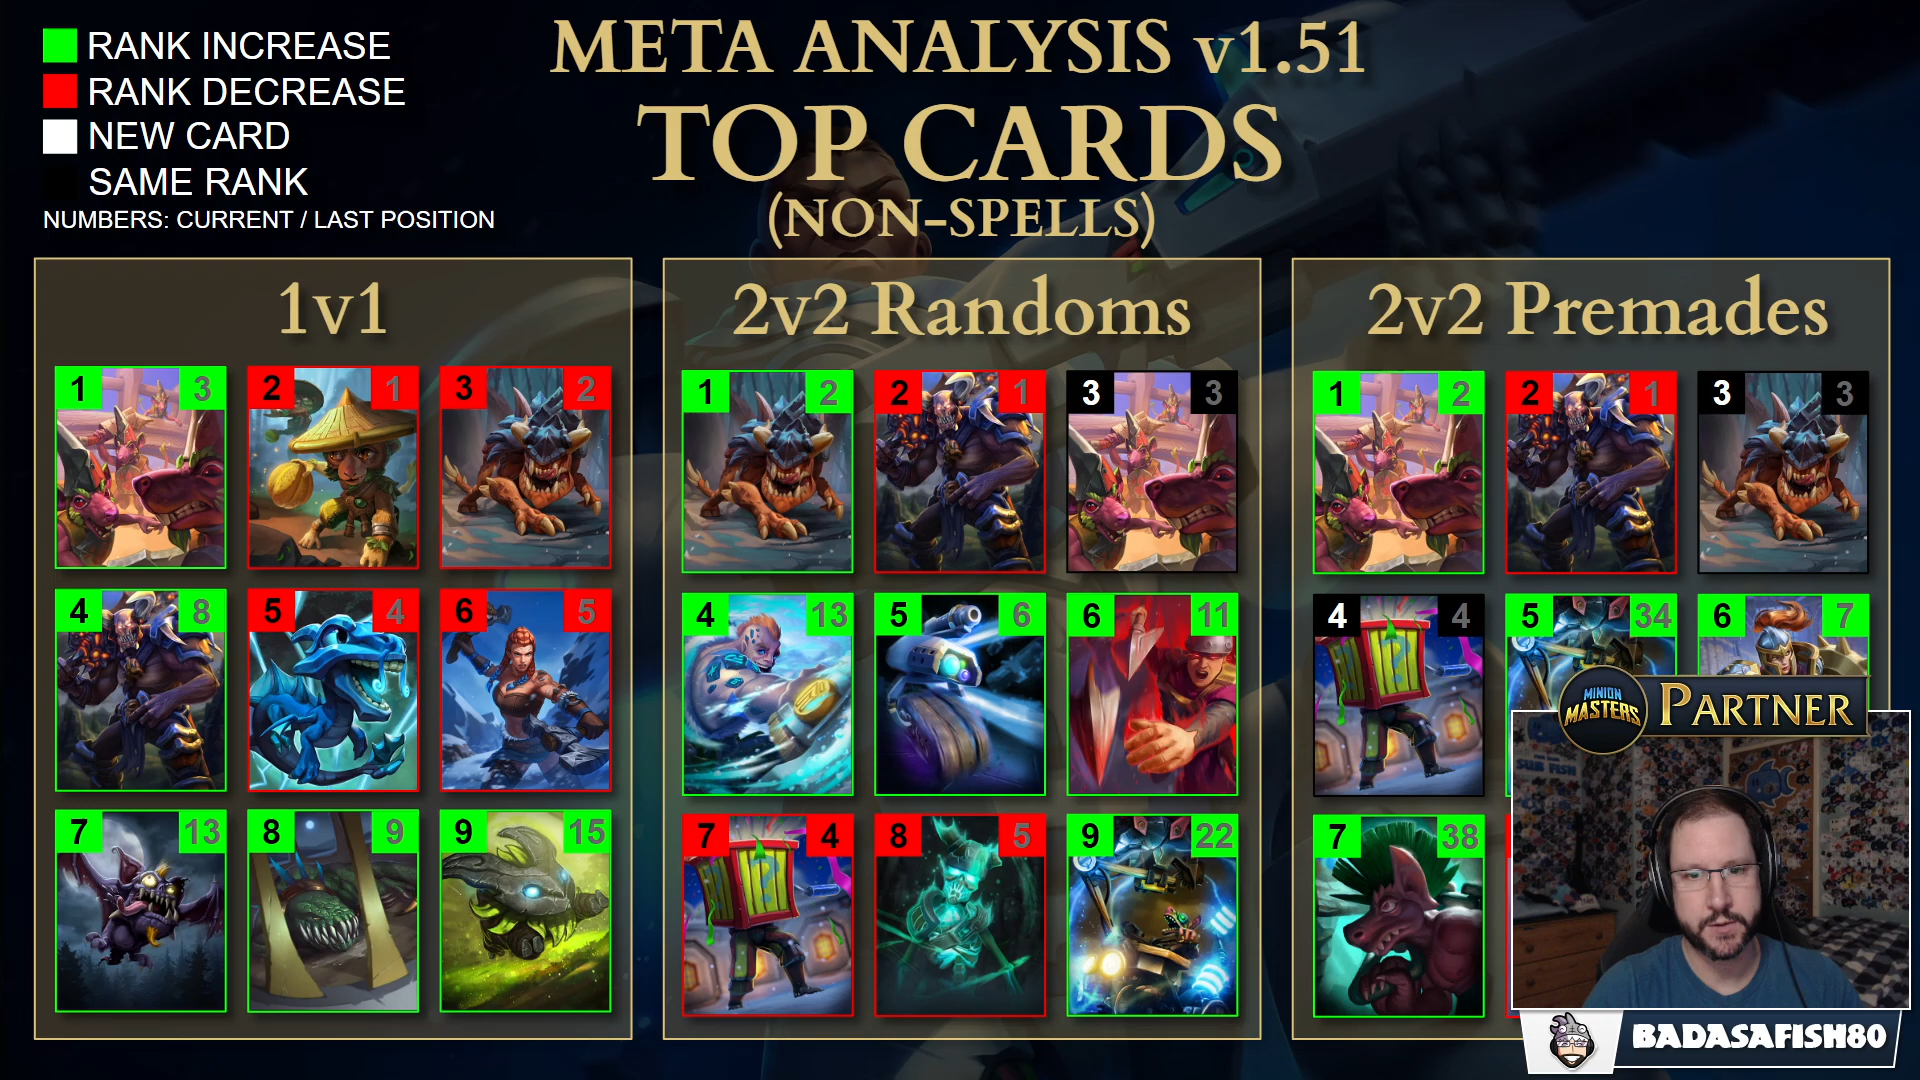 RANK INCREASE
RANK DECREASE
NEW CARD
SAME RANK
NUMBERS: CURRENT / LAST POSITION
META ANALYSIS v1.51
TOP CARDS
(NON-SPELLS)
1v1
1 3 2 1 3 2
4 8 5 4 6 5
7 13 8 9 9 15
2v2 Randoms
1 2 2 1 3 3
4 13 5 6 6 11
7 4 8 5 9 22
2v2 Premades
1 2 2 1 3 3
4 4 5 34 6 7
7 38
MINION
MASTERS
PARTNER
SUB FISH
BADASAFISH80